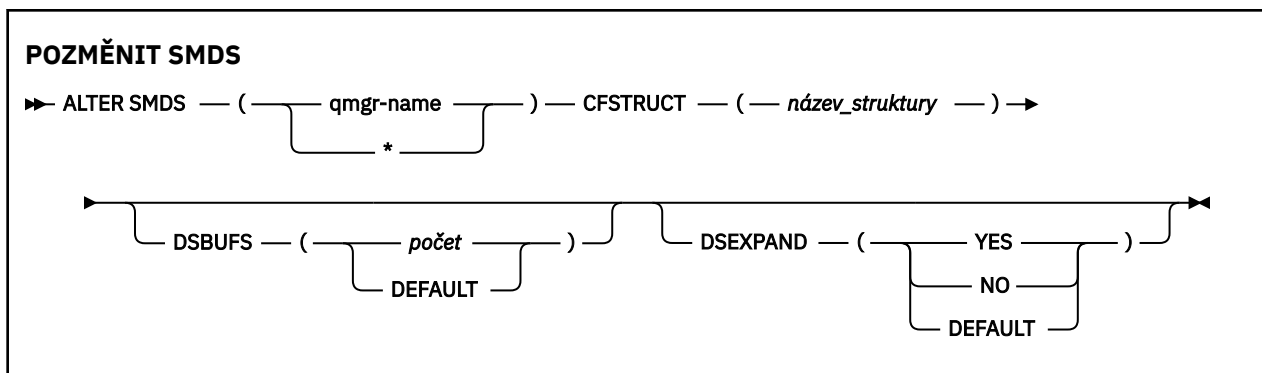 POZMĚNIT SMDS
ALTER SMDS ( qmgr-name ) CFSTRUCT ( název_struktury )
*
DSBUFS ( počet ) DSEXPAND ( YES )
DEFAULT NO
DEFAULT